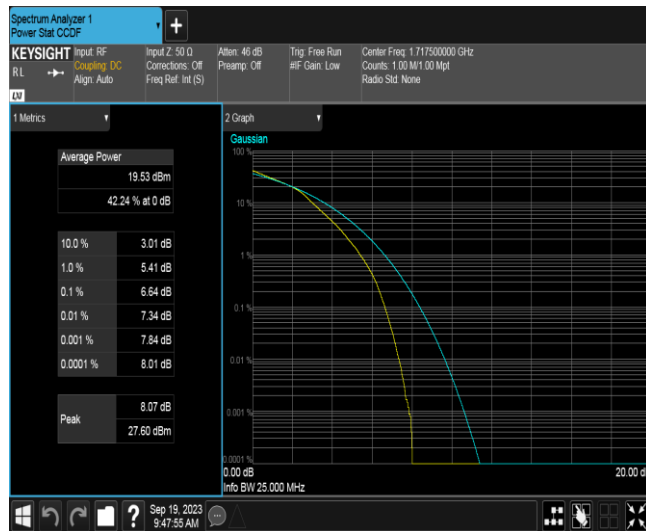 Spectrum Analyzer 1
Power Stat CCDF
+
KEYSIGHT
RL
LXI
Input: RF
Coupling: DC
Align: Auto
Input Z: 50 Ω
Corrections: Off
Freq Ref: Int (S)
Atten: 46 dB
Preamp: Off
Trig: Free Run
#IF Gain: Low
Center Freq: 1.717500000 GHz
Counts: 1.00 M/1.00 Mpt
Radio Std: None
1 Metrics
Average Power
19.53 dBm
42.24 % at 0 dB
10.0 % 3.01 dB
1.0 % 5.41 dB
0.1 % 6.64 dB
0.01 % 7.34 dB
0.001 % 7.84 dB
0.0001 % 8.01 dB
Peak
8.07 dB
27.60 dBm
2 Graph
Gaussian
100 %
10 %
1 %
0.1 %
0.01 %
0.001 %
0.0001 %
0.00 dB
20.00 d
Info BW 25.000 MHz
?
Sep 19, 2023
9:47:55 AM